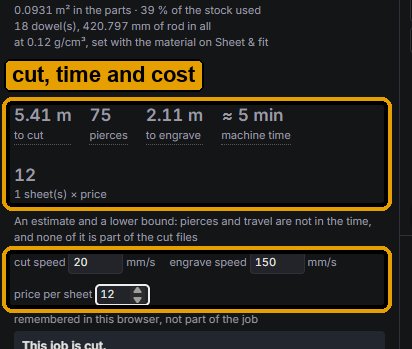 0.0931 m² in the parts · 39 % of the stock used
18 dowel(s), 420.797 mm of rod in all
at 0.12 g/cm³, set with the material on Sheet & fit
cut, time and cost
5.41 m 75 2.11 m ≈ 5 min
to cut pierces to engrave machine time
12
1 sheet(s) × price
An estimate and a lower bound: pierces and travel are not in the time,
and none of it is part of the cut files
cut speed 20 mm/s engrave speed 150 mm/s
price per sheet 12
remembered in this browser, not part of the job
This job is cut.